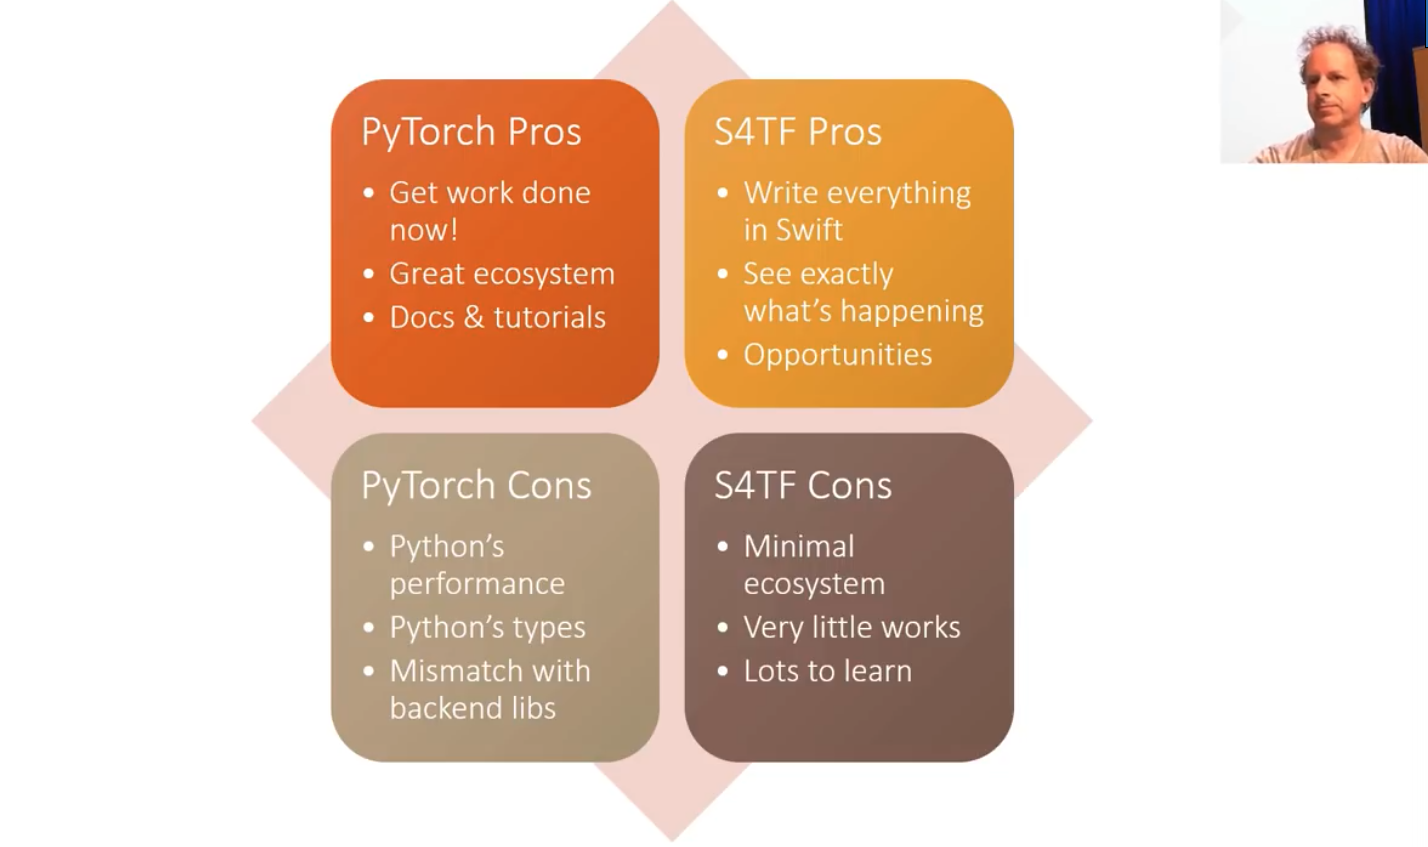 PyTorch Pros
• Get work done
now!
• Great ecosystem
• Docs & tutorials
S4TF Pros
• Write everything
in Swift
• See exactly
what's happening
• Opportunities
PyTorch Cons
• Python's
performance
• Python's types
• Mismatch with
backend libs
S4TF Cons
• Minimal
ecosystem
• Very little works
• Lots to learn